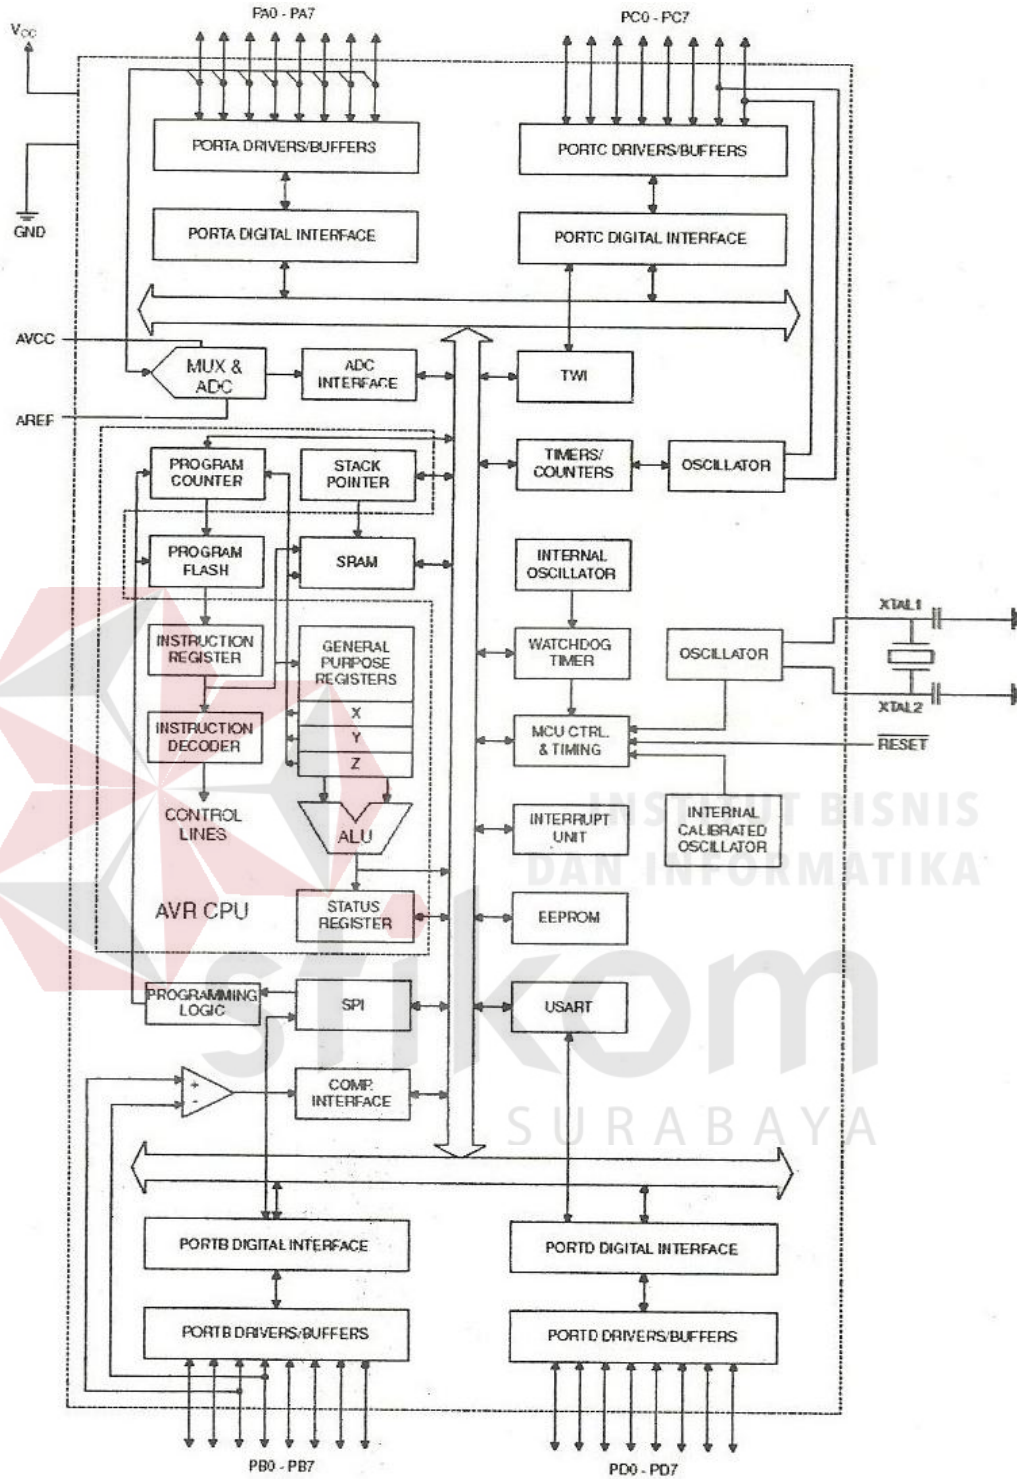 PA0 - PA7
PC0 - PC7
VCC
PORTA DRIVERS/BUFFERS
PORTC DRIVERS/BUFFERS
GND
PORTA DIGITAL INTERFACE
PORTC DIGITAL INTERFACE
AVCC
MUX &
ADC
ADC
INTERFACE
TWI
AREF
PROGRAM
COUNTER
STACK
POINTER
TIMERS/
COUNTERS
OSCILLATOR
PROGRAM
FLASH
SRAM
INTERNAL
OSCILLATOR
XTAL1
INSTRUCTION
REGISTER
GENERAL
PURPOSE
REGISTERS
WATCHDOG
TIMER
OSCILLATOR
X
XTAL2
INSTRUCTION
DECODER
Y
MCU CTRL.
& TIMING
RESET
Z
CONTROL
LINES
ALU
INTERRUPT
UNIT
INTERNAL
CALIBRATED
OSCILLATOR
INSTITUT BISNIS
DAN INFORMATIKA
AVR CPU
STATUS
REGISTER
EEPROM
stikom
PROGRAMMING
LOGIC
SPI
USART
+
-
COMP.
INTERFACE
SURABAYA
PORTB DIGITAL INTERFACE
PORTD DIGITAL INTERFACE
PORTB DRIVERS/BUFFERS
PORTD DRIVERS/BUFFERS
PB0 - PB7
PD0 - PD7